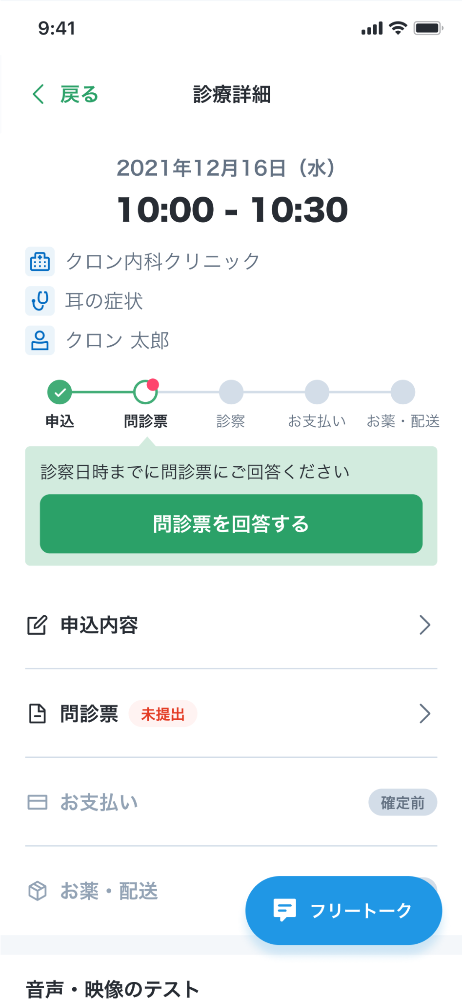 9:41
戻る
診療詳細
2021年12月16日（水）
10:00 - 10:30
クロン内科クリニック
耳の症状
クロン 太郎
申込
問診票
診察
お支払い
お薬・配送
診察日時までに問診票にご回答ください
問診票を回答する
申込内容
問診票 未提出
お支払い 確定前
お薬・配送
フリートーク
音声・映像のテスト